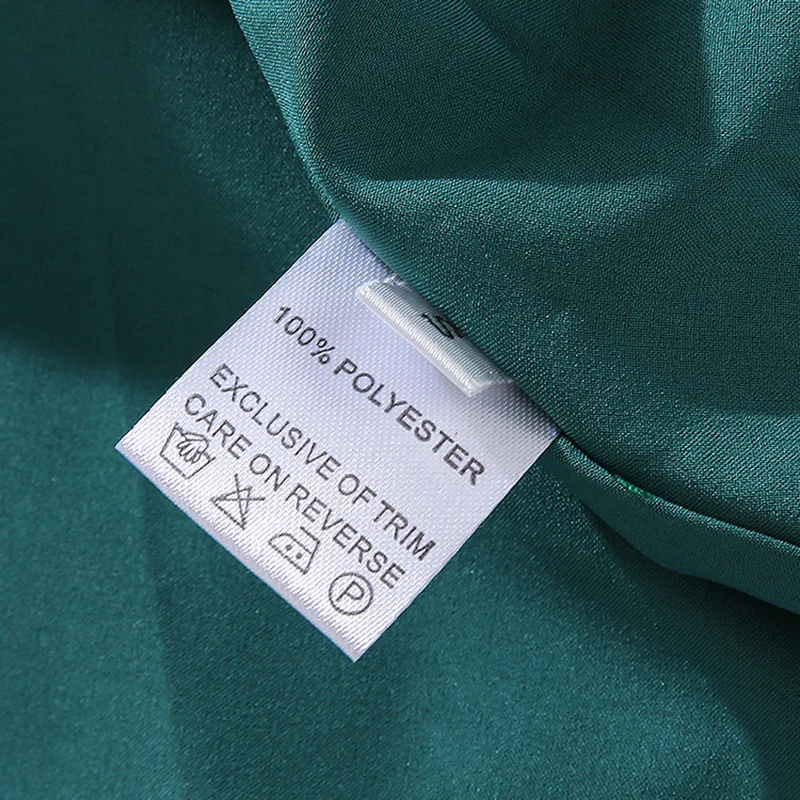 S
100% POLYESTER
EXCLUSIVE OF TRIM
CARE ON REVERSE
P